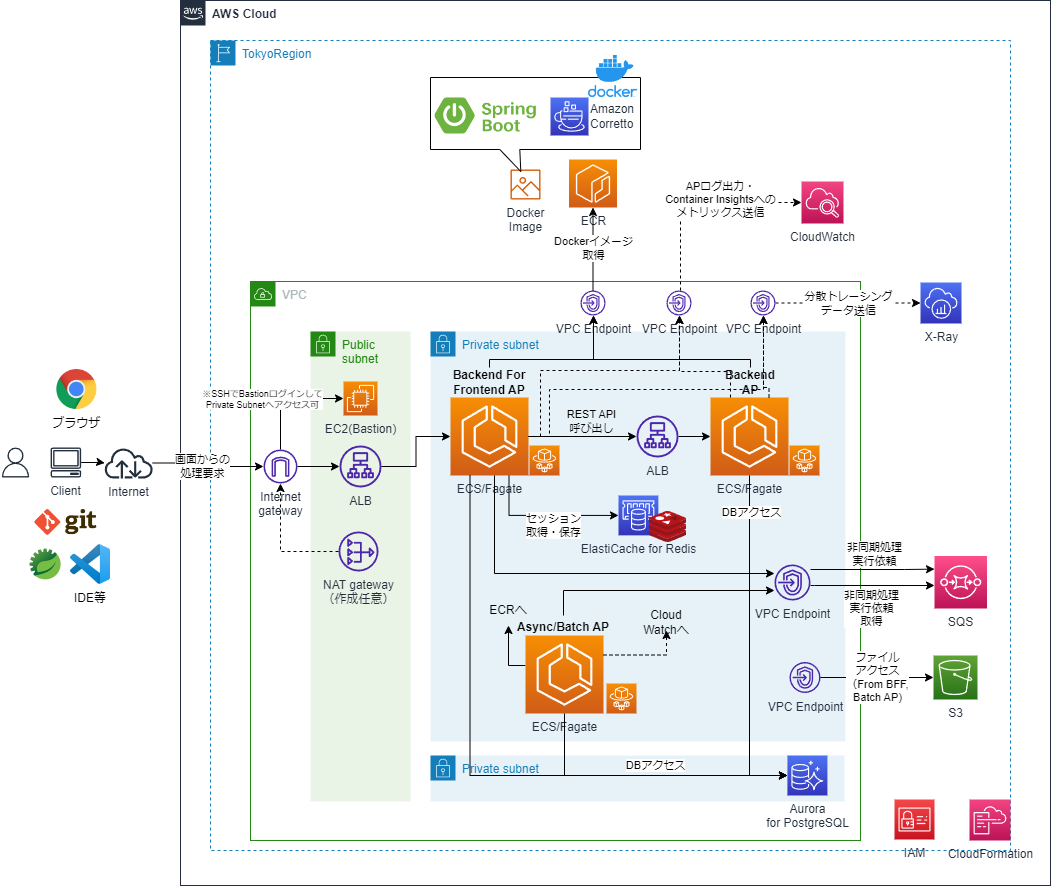 aws
AWS Cloud
TokyoRegion
docker
Spring
Boot
Amazon
Corretto
Docker
Image
ECR
Dockerイメージ
取得
APログ出力・
Container Insightsへの
メトリックス送信
CloudWatch
VPC
VPC Endpoint
VPC Endpoint
VPC Endpoint
分散トレーシング
データ送信
X-Ray
Public
subnet
Private subnet
Backend For
Frontend AP
Backend
AP
ブラウザ
※SSHでBastionログインして
Private Subnetへアクセス可
EC2(Bastion)
REST API
呼び出し
ALB
ECS/Fagate
ECS/Fagate
画面からの
処理要求
Client
Internet
Internet
gateway
ALB
DBアクセス
セッション
取得・保存
ElastiCache for Redis
git
IDE等
NAT gateway
（作成任意）
非同期処理
実行依頼
VPC Endpoint
非同期処理
実行依頼
取得
SQS
ECRへ
Async/Batch AP
Cloud
Watchへ
ECS/Fagate
VPC Endpoint
ファイル
アクセス
（From BFF,
Batch AP)
S3
Private subnet
DBアクセス
Aurora
for PostgreSQL
IAM
CloudFormation